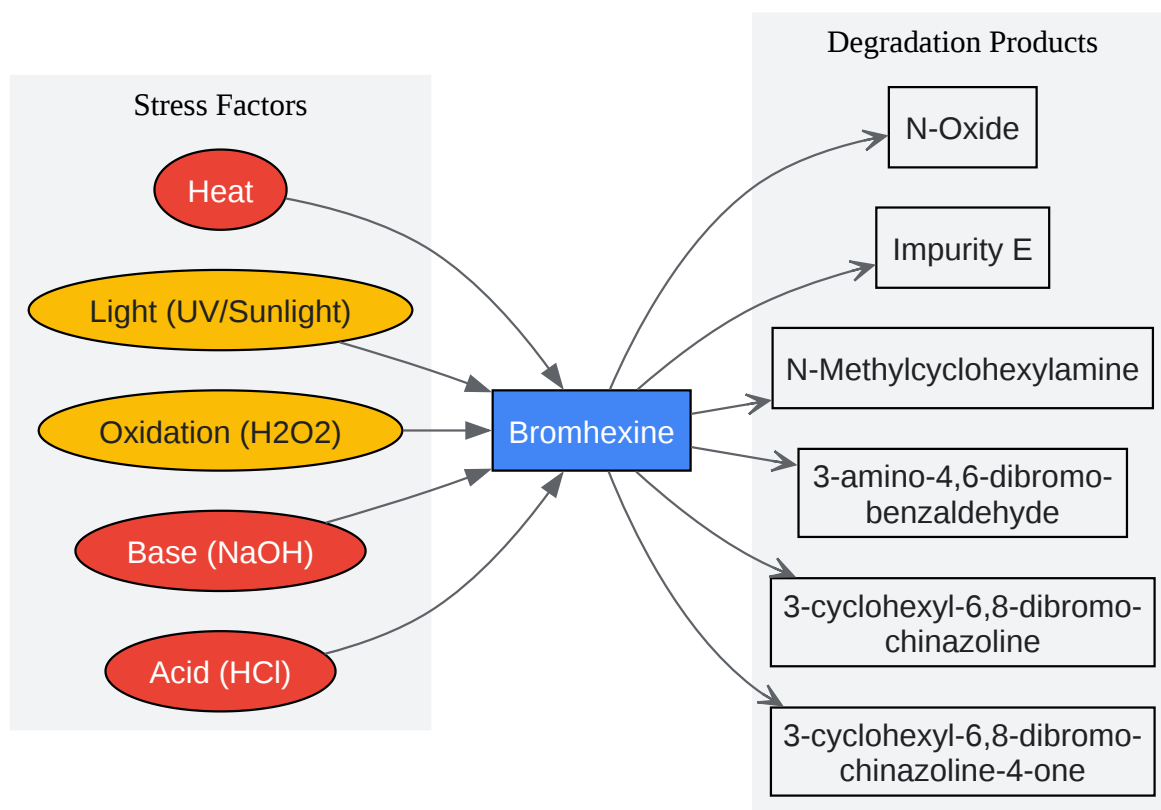 Stress Factors
Heat
Light (UV/Sunlight)
Oxidation (H2O2)
Base (NaOH)
Acid (HCl)
Bromhexine
Degradation Products
N-Oxide
Impurity E
N-Methylcyclohexylamine
3-amino-4,6-dibromo-
benzaldehyde
3-cyclohexyl-6,8-dibromo-
chinazoline
3-cyclohexyl-6,8-dibromo-
chinazoline-4-one